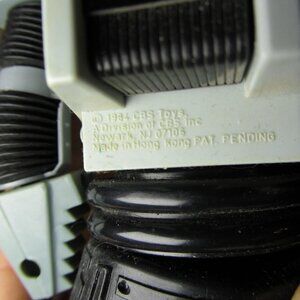 © 1984 CBS Toys,
A Division of CBS Inc
Newark, NJ 07105
Made in Hong Kong PAT. PENDING